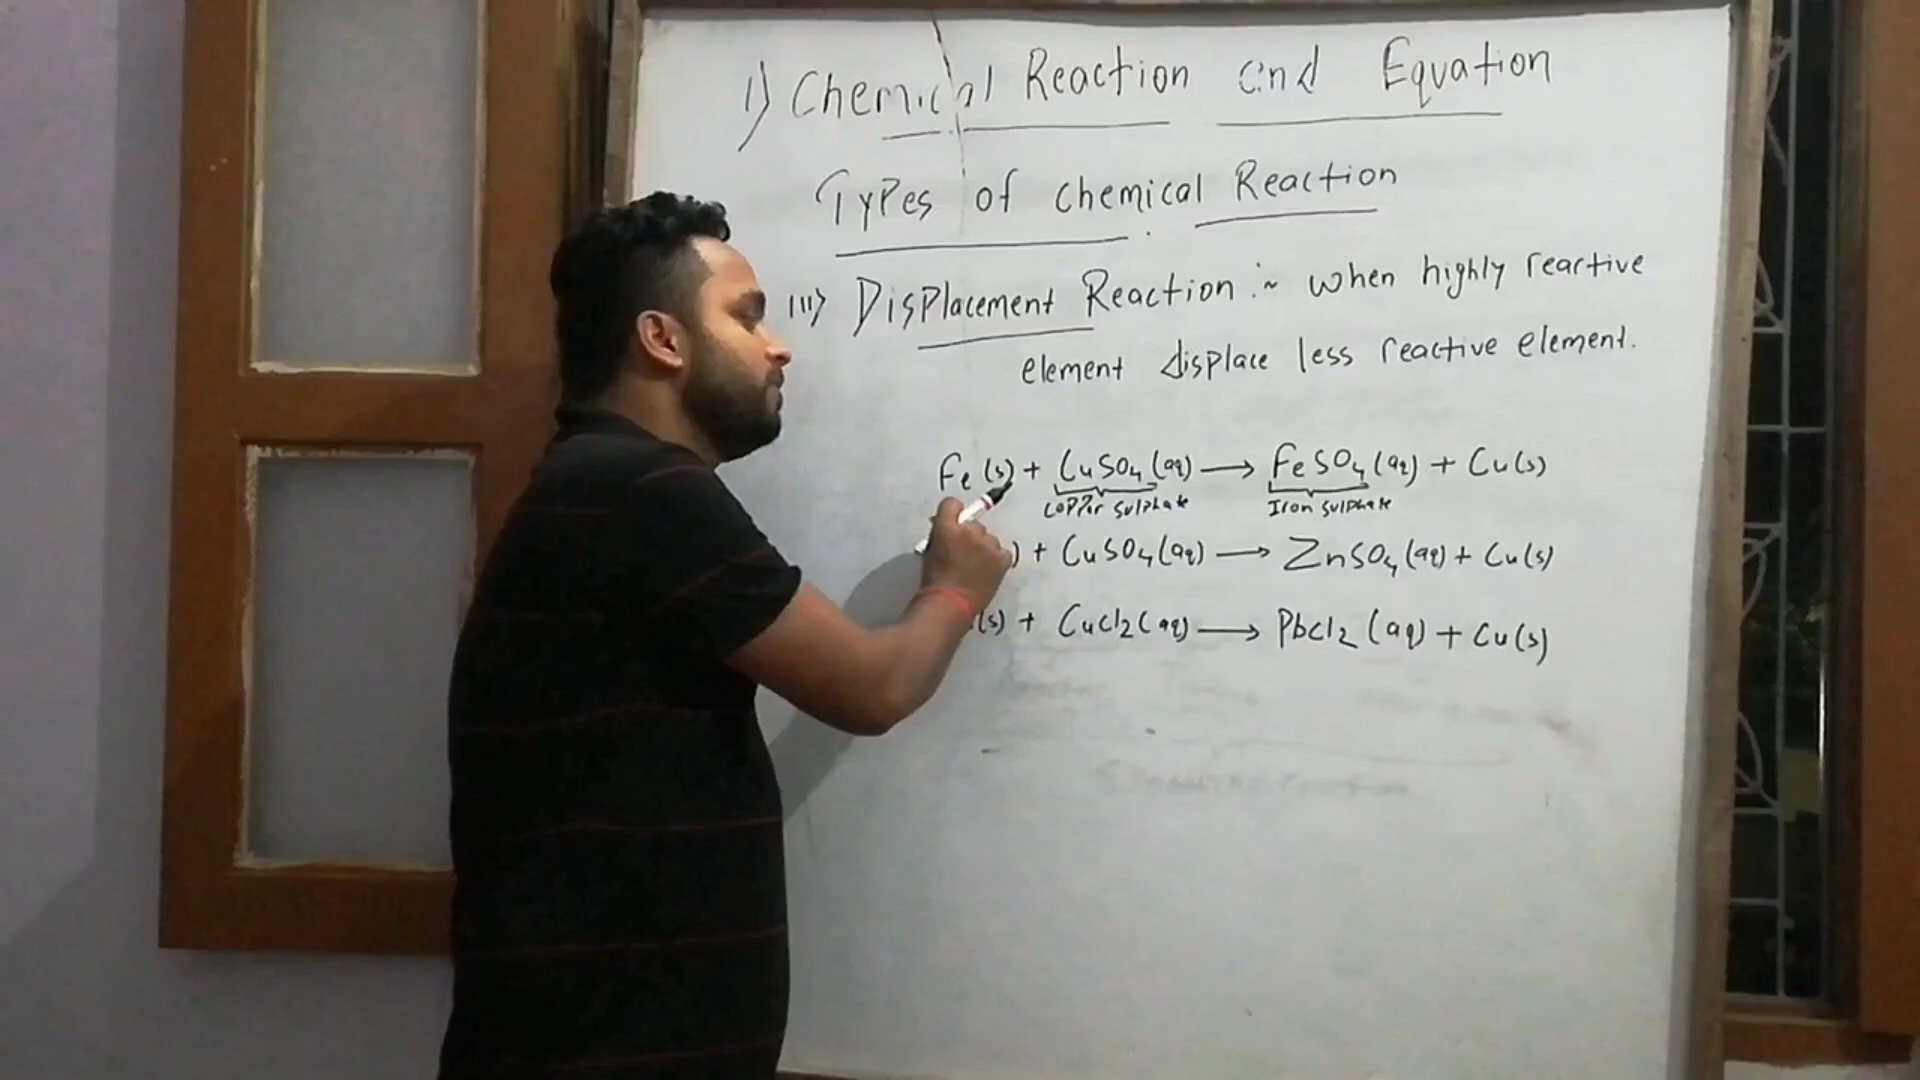 1) Chemical Reaction and Equation
Types of chemical Reaction
III) Displacement Reaction :~ when highly reactive
element displace less reactive element.
Fe(s) + CuSO4(aq) → FeSO4(aq) + Cu(s)
Copper Sulphate Iron Sulphate
) + CuSO4(aq) → ZnSO4(aq) + Cu(s)
(s) + CuCl2(aq) → PbCl2(aq) + Cu(s)